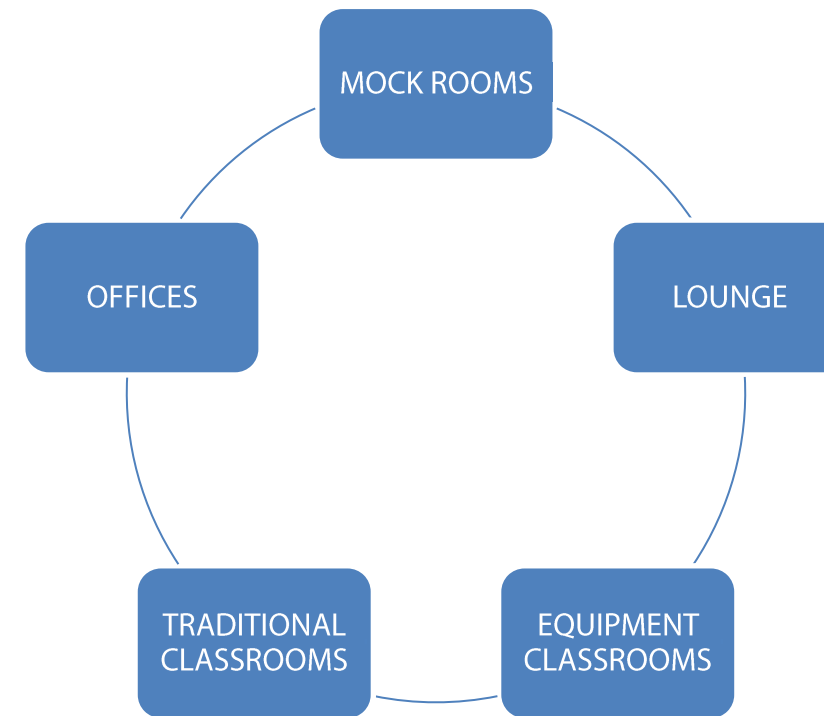 MOCK ROOMS
OFFICES
LOUNGE
TRADITIONAL
CLASSROOMS
EQUIPMENT
CLASSROOMS